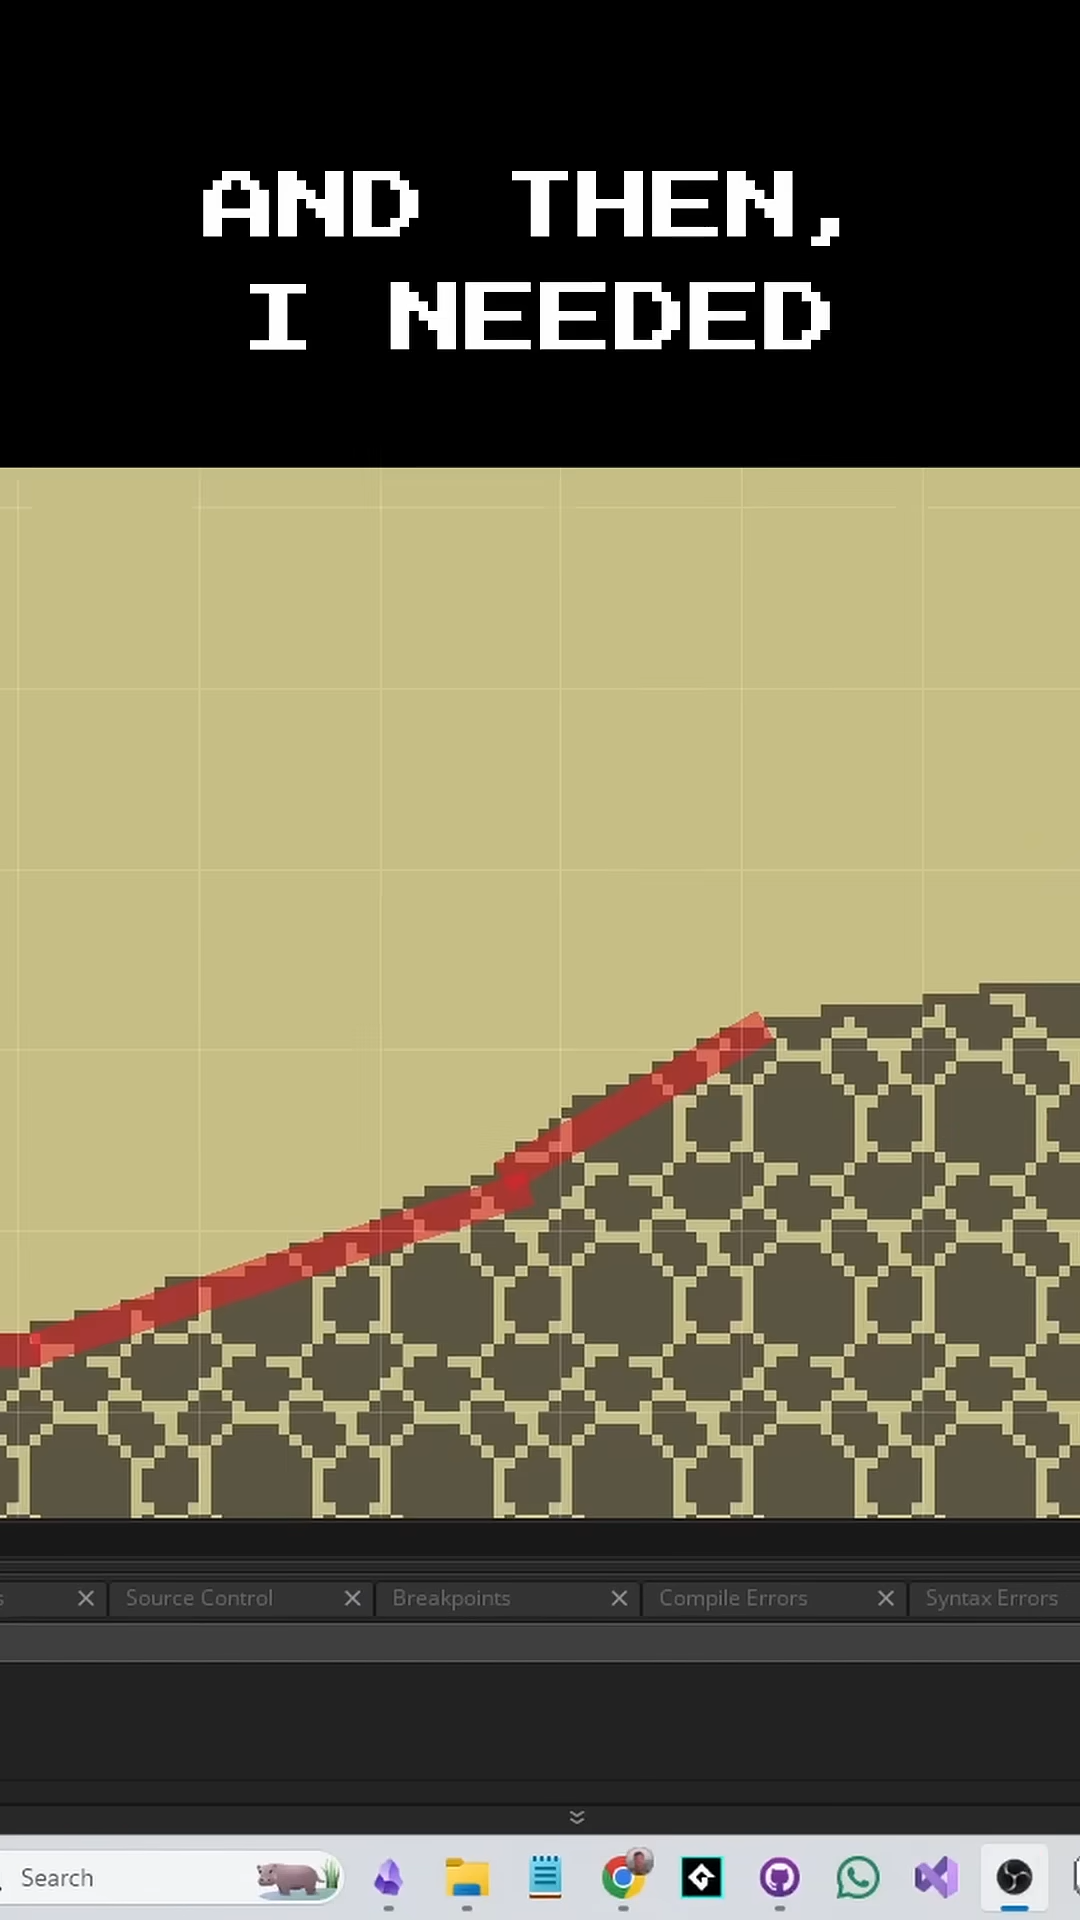 AND THEN,
I NEEDED
Source Control
Breakpoints
Compile Errors
Syntax Errors
Search